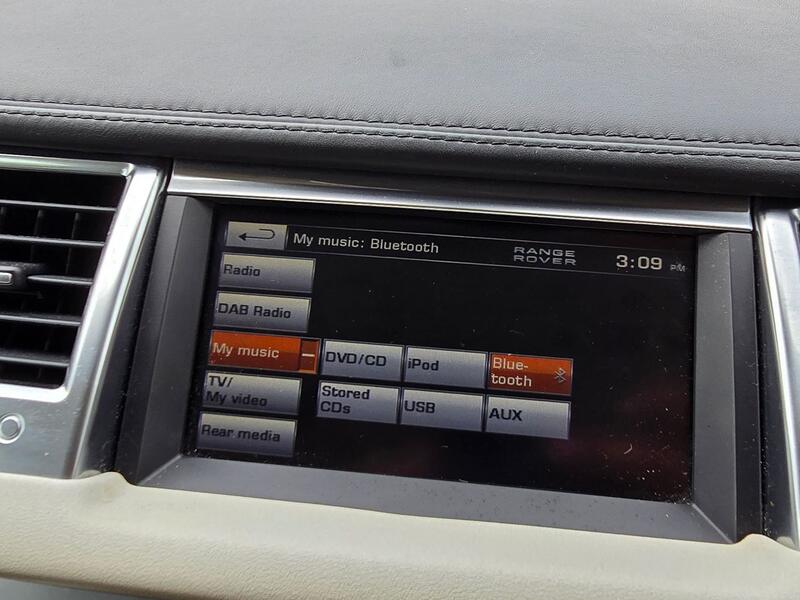 My music: Bluetooth
RANGE
ROVER
3:09 PM
Radio
DAB Radio
My music
DVD/CD
iPod
Blue-
tooth
TV/
My video
Stored
CDs
USB
AUX
Rear media